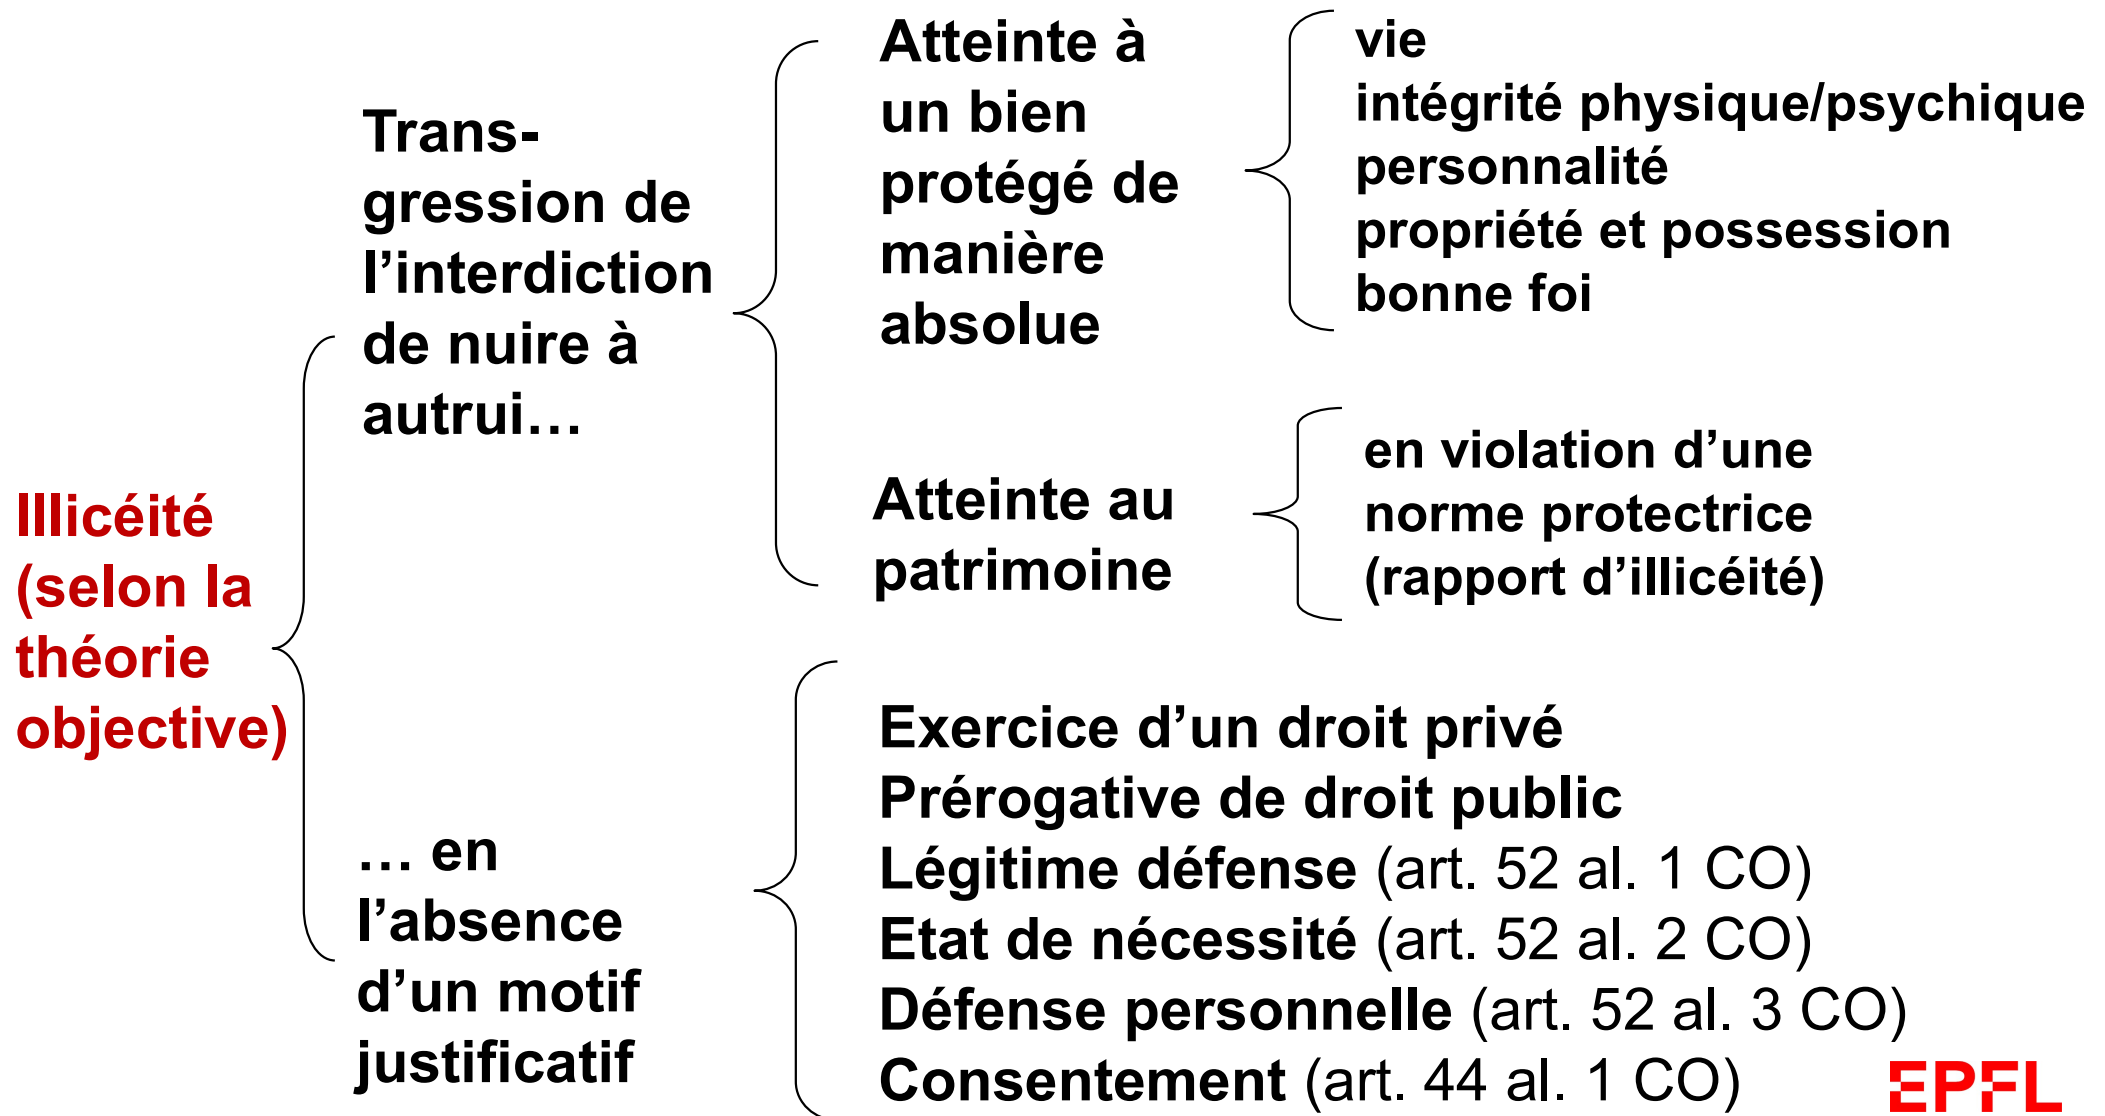 Illicéité
(selon la
théorie
objective)
Trans-
gression de
l’interdiction
de nuire à
autrui…
Atteinte à
un bien
protégé de
manière
absolue
vie
intégrité physique/psychique
personnalité
propriété et possession
bonne foi
Atteinte au
patrimoine
en violation d’une
norme protectrice
(rapport d’illicéité)
… en
l’absence
d’un motif
justificatif
Exercice d’un droit privé
Prérogative de droit public
Légitime défense (art. 52 al. 1 CO)
Etat de nécessité (art. 52 al. 2 CO)
Défense personnelle (art. 52 al. 3 CO)
Consentement (art. 44 al. 1 CO)
EPFL